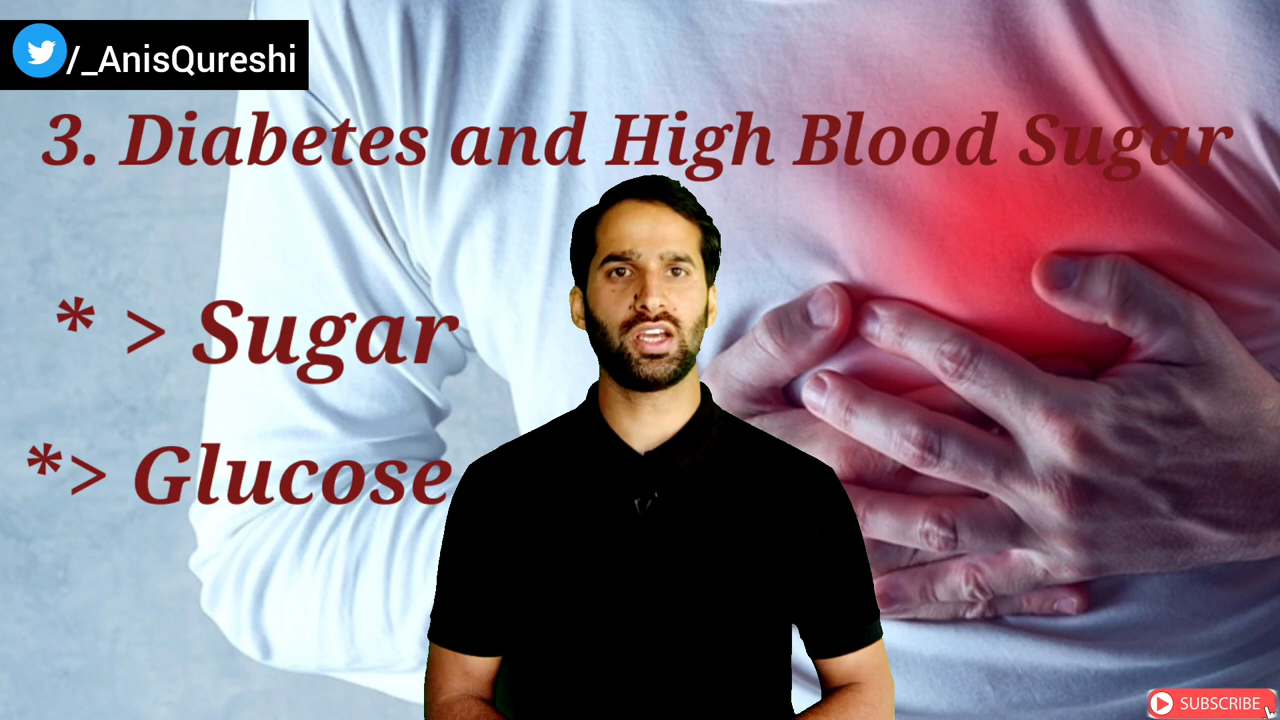 /_AnisQureshi
3. Diabetes and High Blood Sugar
* > Sugar
*> Glucose
SUBSCRIBE